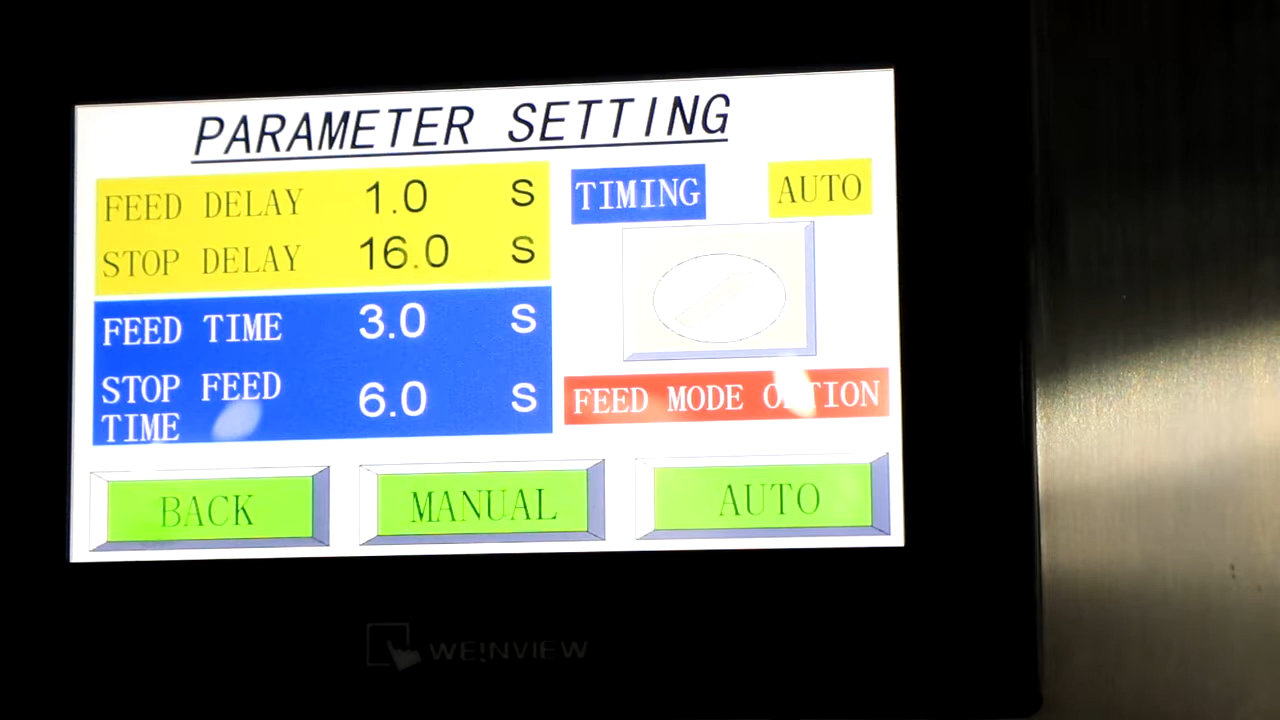 PARAMETER SETTING
FEED DELAY 1.0 S
STOP DELAY 16.0 S
FEED TIME 3.0 S
STOP FEED TIME 6.0 S
TIMING AUTO
FEED MODE OPTION
BACK MANUAL AUTO
WEINVIEW